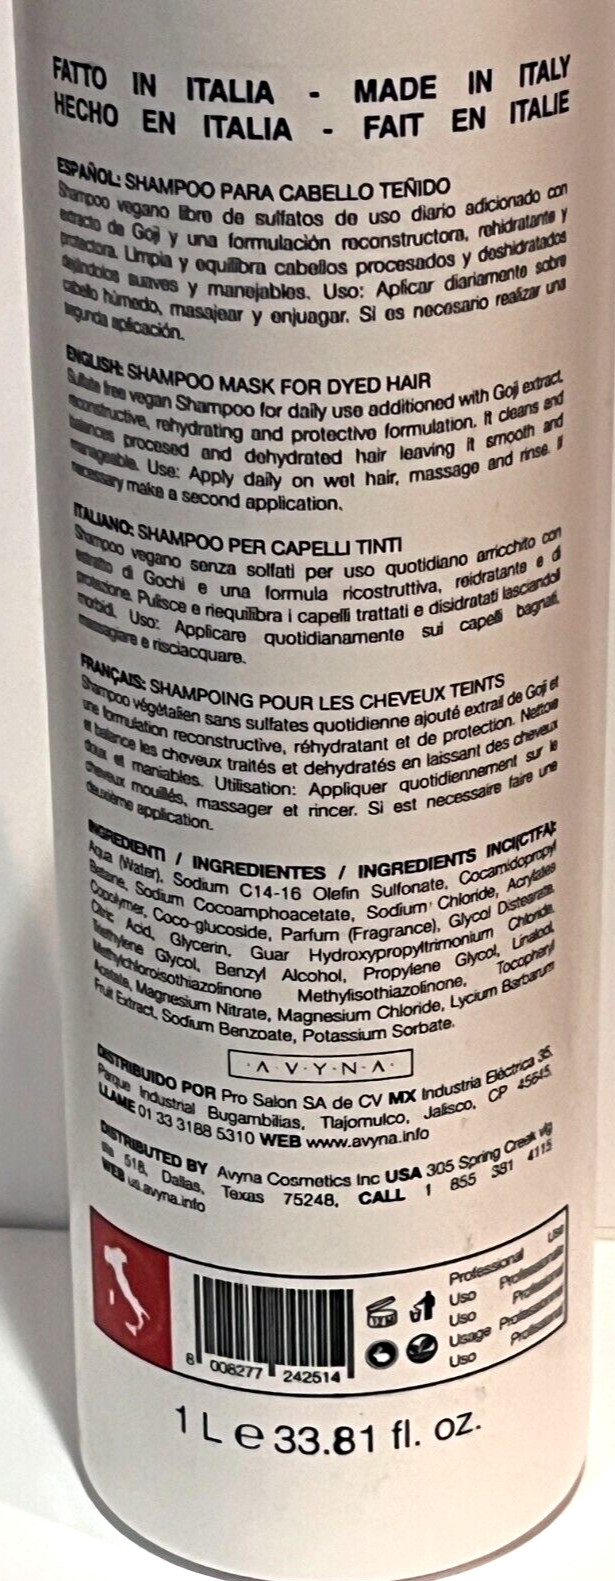 FATTO IN ITALIA - MADE IN ITALY
HECHO EN ITALIA - FAIT EN ITALIE
ESPAÑOL: SHAMPOO PARA CABELLO TEÑIDO
Shampoo vegano libre de sulfatos de uso diario adicionado con
extracto de Goji y una formulación reconstructora, rehidratante y
protectora. Limpia y equilibra cabellos procesados y deshidratados
dejándolos suaves y manejables. Uso: Aplicar diariamente sobre
cabello húmedo, masajear y enjuagar. Si es necesario realizar una
segunda aplicación.
ENGLISH: SHAMPOO MASK FOR DYED HAIR
Sulfate free vegan Shampoo for daily use additioned with Goji extract,
reconstructive, rehydrating and protective formulation. It cleans and
balances procesed and dehydrated hair leaving it smooth and
manageable. Use: Apply daily on wet hair, massage and rinse. If
necessary make a second application.
ITALIANO: SHAMPOO PER CAPELLI TINTI
Shampoo vegano senza solfati per uso quotidiano arricchito con
estratto di Gochi e una formula ricostruttiva, reidratante e di
protezione. Pulisce e riequilibra i capelli trattati e disidratati lasciandoli
morbidi. Uso: Applicare quotidianamente sui capelli bagnati,
massagiare e risciacquare.
FRANÇAIS: SHAMPOING POUR LES CHEVEUX TEINTS
Shampoo végétalien sans sulfates quotidienne ajouté extrait de Goji et
une formulation reconstructive, réhydratant et de protection. Nettoie
et balance les cheveux traités et dehydratés en laissant des cheveux
doux et maniables. Utilisation: Appliquer quotidiennement sur le
cheveux mouillés, massager et rincer. Si est necessaire faire une
deuxième application.
INGREDIENTI / INGREDIENTES / INGREDIENTS INCI(CTFA):
Aqua (Water), Sodium C14-16 Olefin Sulfonate, Cocamidopropyl
Betane, Sodium Cocoamphoacetate, Sodium Chloride, Acrylates
Copolymer, Coco-glucoside, Parfum (Fragrance), Glycol Distearate,
Citric Acid, Glycerin, Guar Hydroxypropyltrimonium Chloride,
Triethylene Glycol, Benzyl Alcohol, Propylene Glycol, Linalool,
Methylchloroisothiazolinone Methylisothiazolinone, Tocopheryl
Acetate, Magnesium Nitrate, Magnesium Chloride, Lycium Barbarum
Fruit Extract, Sodium Benzoate, Potassium Sorbate.
·A·V·Y·N·A·
DISTRIBUIDO POR Pro Salon SA de CV MX Industria Eléctrica 35.
Parque Industrial Bugambilias, Tlajomulco, Jalisco, CP 45645.
LLAME 01 33 3188 5310 WEB www.avyna.info
DISTRIBUTED BY Avyna Cosmetics Inc USA 305 Spring Creek vlg
Ste 518, Dallas, Texas 75248, CALL 1 855 381 4115
WEB us.avyna.info
Professional Use
Uso Professionale
Uso Profesional
Usage Professionnel
Uso Profissional
12 M
8 008277 242514
1 L e 33.81 fl. oz.